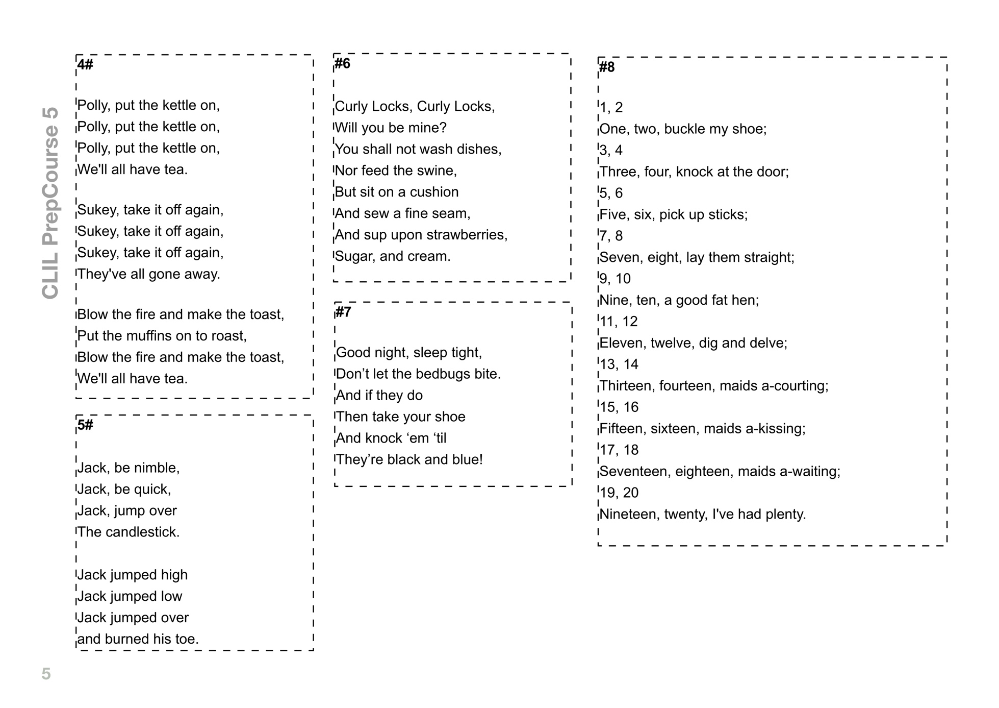 CLIL PrepCourse 5
4#
Polly, put the kettle on,
Polly, put the kettle on,
Polly, put the kettle on,
We'll all have tea.
Sukey, take it off again,
Sukey, take it off again,
Sukey, take it off again,
They've all gone away.
Blow the fire and make the toast,
Put the muffins on to roast,
Blow the fire and make the toast,
We'll all have tea.
5#
Jack, be nimble,
Jack, be quick,
Jack, jump over
The candlestick.
Jack jumped high
Jack jumped low
Jack jumped over
and burned his toe.
#6
Curly Locks, Curly Locks,
Will you be mine?
You shall not wash dishes,
Nor feed the swine,
But sit on a cushion
And sew a fine seam,
And sup upon strawberries,
Sugar, and cream.
#7
Good night, sleep tight,
Don’t let the bedbugs bite.
And if they do
Then take your shoe
And knock ‘em ‘til
They’re black and blue!
#8
1, 2
One, two, buckle my shoe;
3, 4
Three, four, knock at the door;
5, 6
Five, six, pick up sticks;
7, 8
Seven, eight, lay them straight;
9, 10
Nine, ten, a good fat hen;
11, 12
Eleven, twelve, dig and delve;
13, 14
Thirteen, fourteen, maids a-courting;
15, 16
Fifteen, sixteen, maids a-kissing;
17, 18
Seventeen, eighteen, maids a-waiting;
19, 20
Nineteen, twenty, I've had plenty.
5